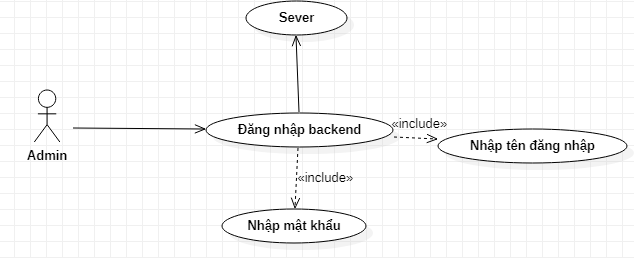 Sever
Đăng nhập backend
«include»
Nhập tên đăng nhập
Admin
«include»
Nhập mật khẩu